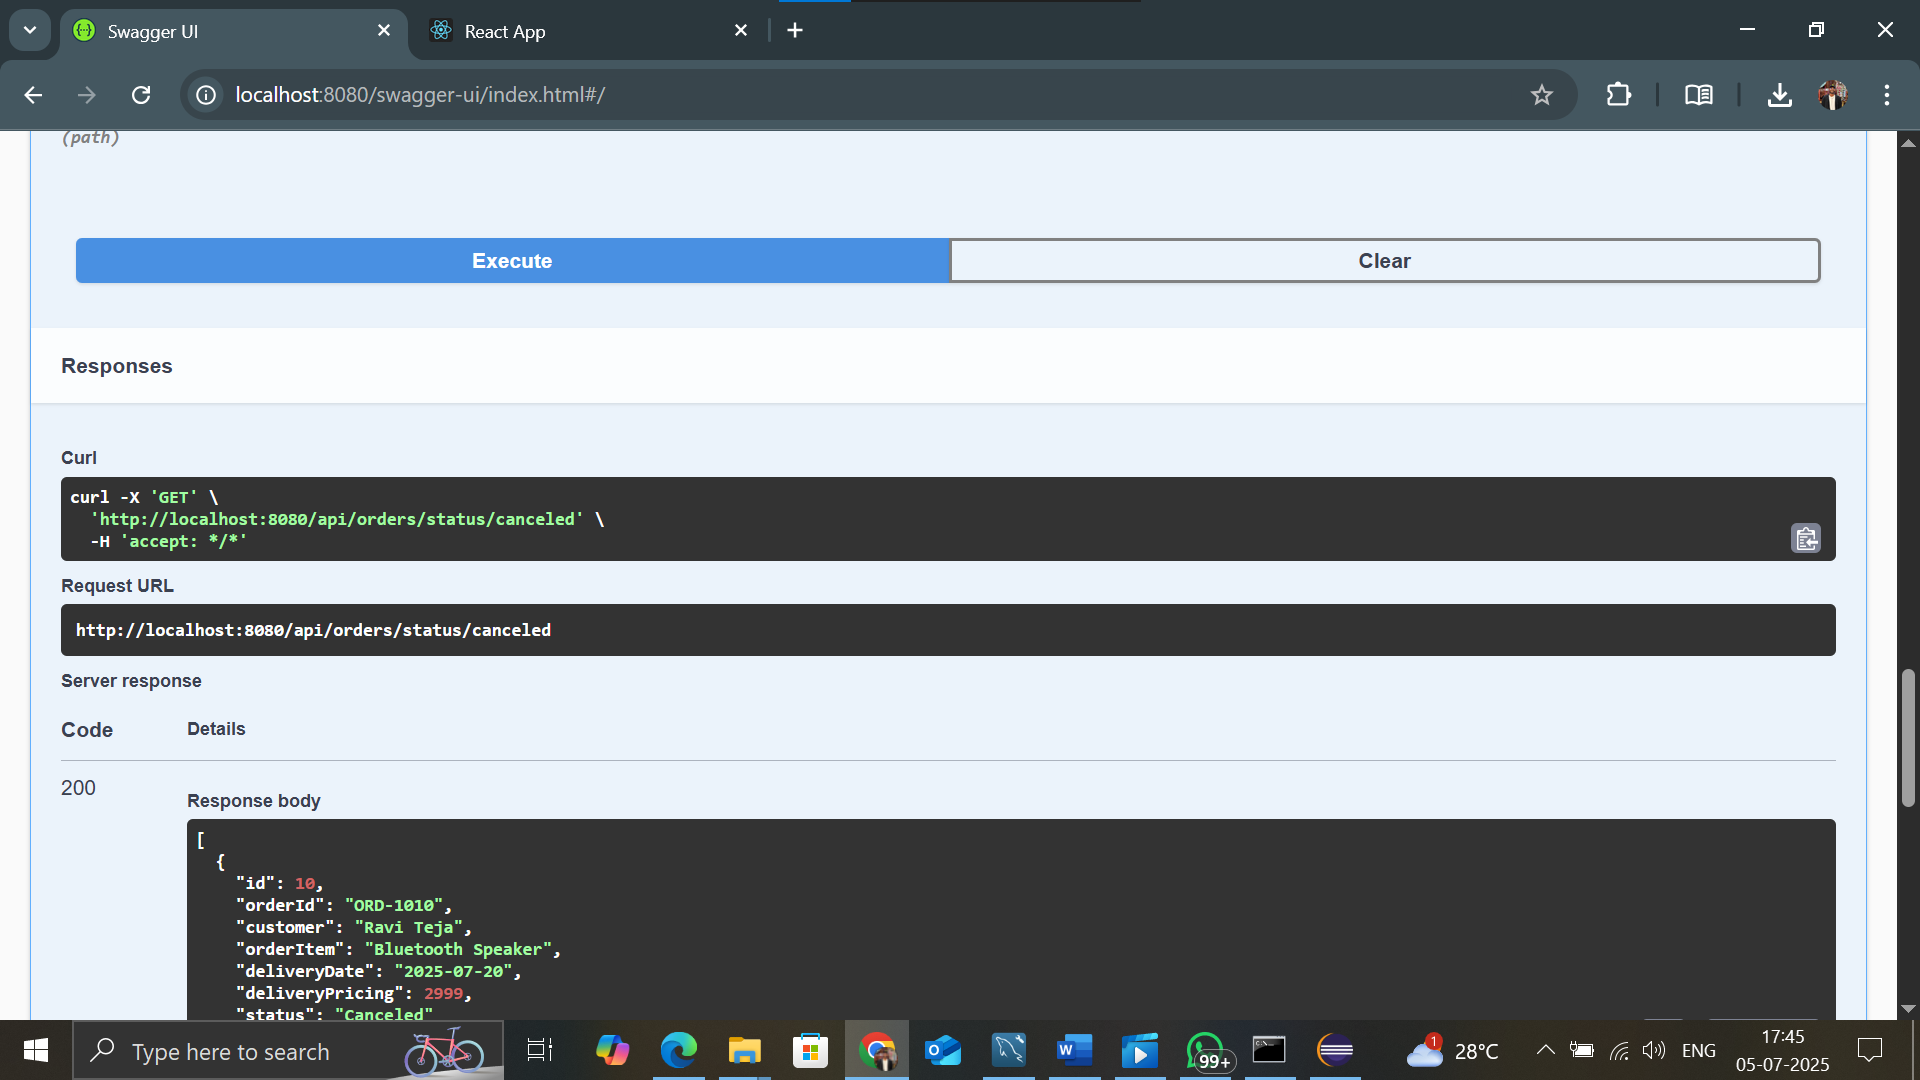 Swagger UI
React App
localhost:8080/swagger-ui/index.html#/
(path)
Execute
Clear
Responses
Curl
curl -X 'GET' \
'http://localhost:8080/api/orders/status/canceled' \
-H 'accept: */*'
Request URL
http://localhost:8080/api/orders/status/canceled
Server response
Code
Details
200
Response body
[
{
"id": 10,
"orderId": "ORD-1010",
"customer": "Ravi Teja",
"orderItem": "Bluetooth Speaker",
"deliveryDate": "2025-07-20",
"deliveryPricing": 2999,
"status": "Canceled"
Type here to search
99+
1
28°C
ENG
17:45
05-07-2025